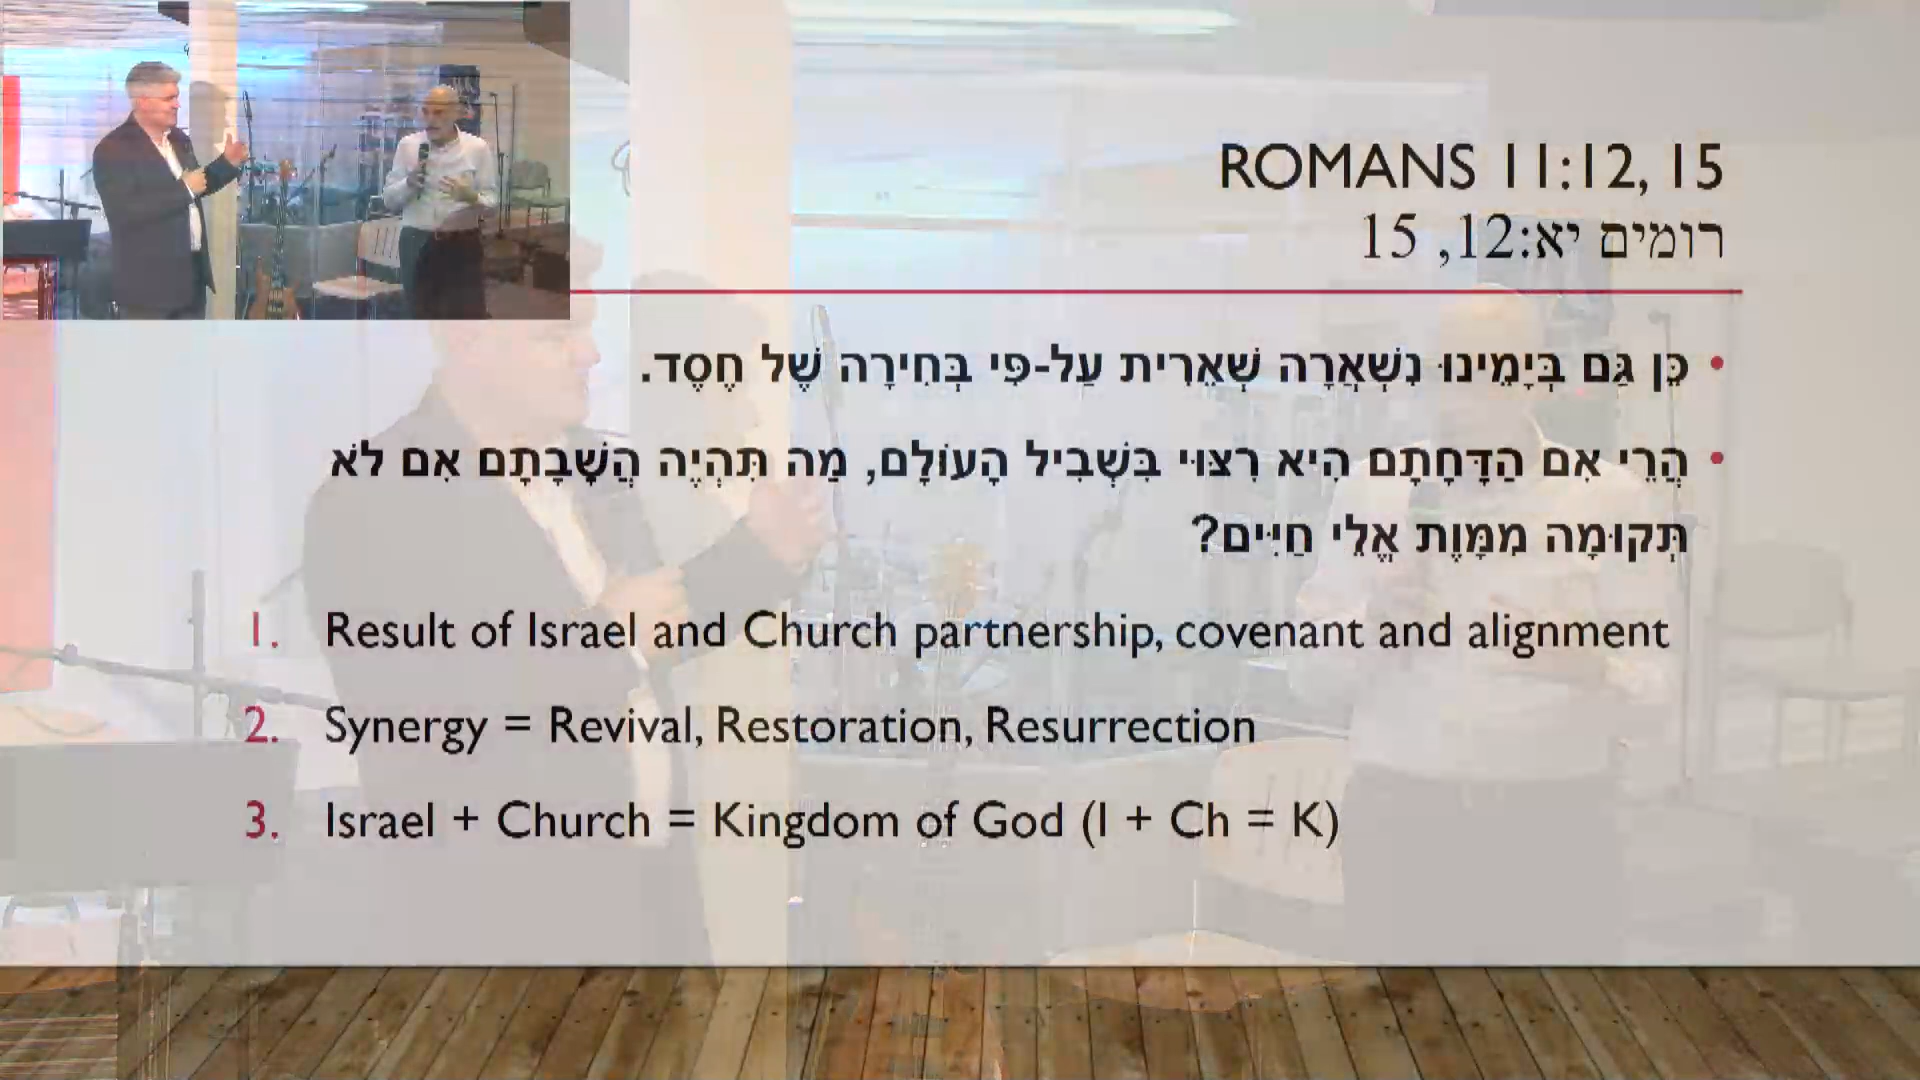 ROMANS 11:12, 15
רומים יא:12, 15
• כֵּן גַּם בְּיָמֵינוּ נִשְׁאֲרָה שְׁאֵרִית עַל-פִּי בְּחִירָה שֶׁל חֶסֶד.
• הֲרֵי אִם הַדָּחָתָם הִיא רִצּוּי בִּשְׁבִיל הָעוֹלָם, מַה תִּהְיֶה הֲשָׁבָתָם אִם לֹא
תְּקוּמָה מִמָּוֶת אֱלֵי חַיִּים?
1. Result of Israel and Church partnership, covenant and alignment
2. Synergy = Revival, Restoration, Resurrection
3. Israel + Church = Kingdom of God (I + Ch = K)